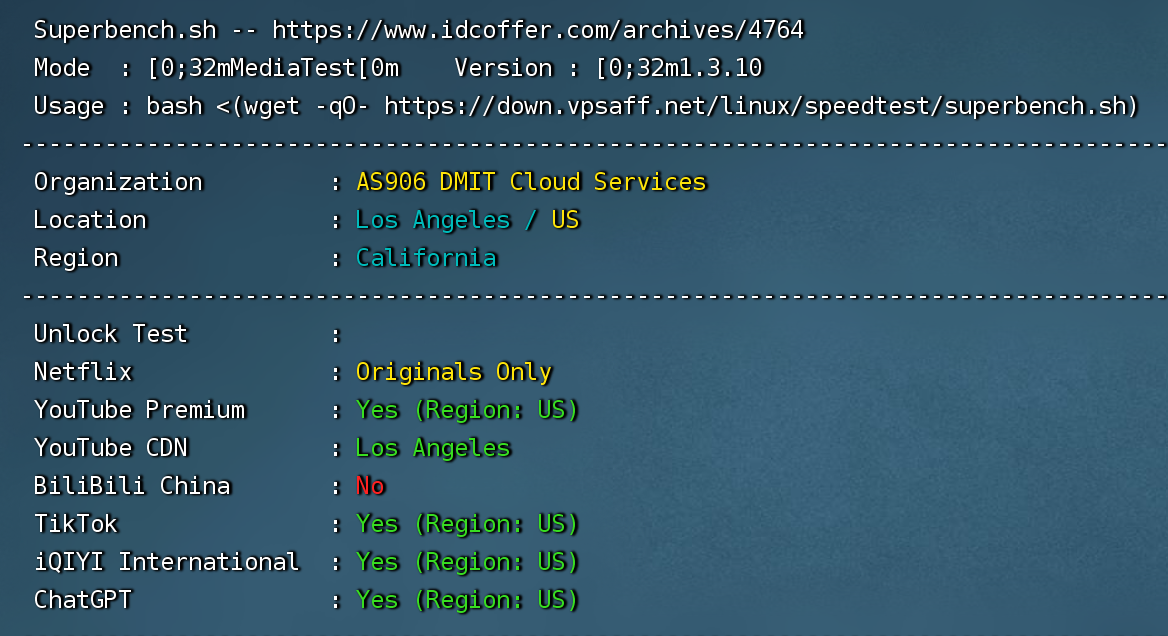 Superbench.sh -- https://www.idcoffer.com/archives/4764
Mode  : [0;32mMediaTest[0m    Version : [0;32m1.3.10
Usage : bash <(wget -qO- https://down.vpsaff.net/linux/speedtest/superbench.sh)
----------------------------------------------------------------------------------
Organization         : AS906 DMIT Cloud Services
Location             : Los Angeles / US
Region               : California
----------------------------------------------------------------------------------
Unlock Test          :
Netflix              : Originals Only
YouTube Premium      : Yes (Region: US)
YouTube CDN          : Los Angeles
BiliBili China       : No
TikTok               : Yes (Region: US)
iQIYI International  : Yes (Region: US)
ChatGPT              : Yes (Region: US)